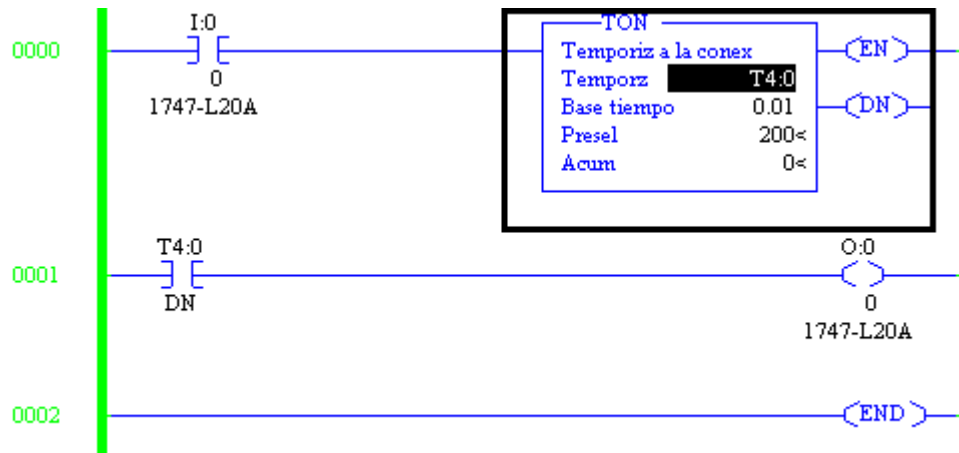 I:0
TON
0000
Temporiz a la conex
EN
0
Temporz T4:0
1747-L20A
Base tiempo 0.01
DN
Presel 200<
Acum 0<
T4:0
O:0
0001
DN
0
1747-L20A
0002
END